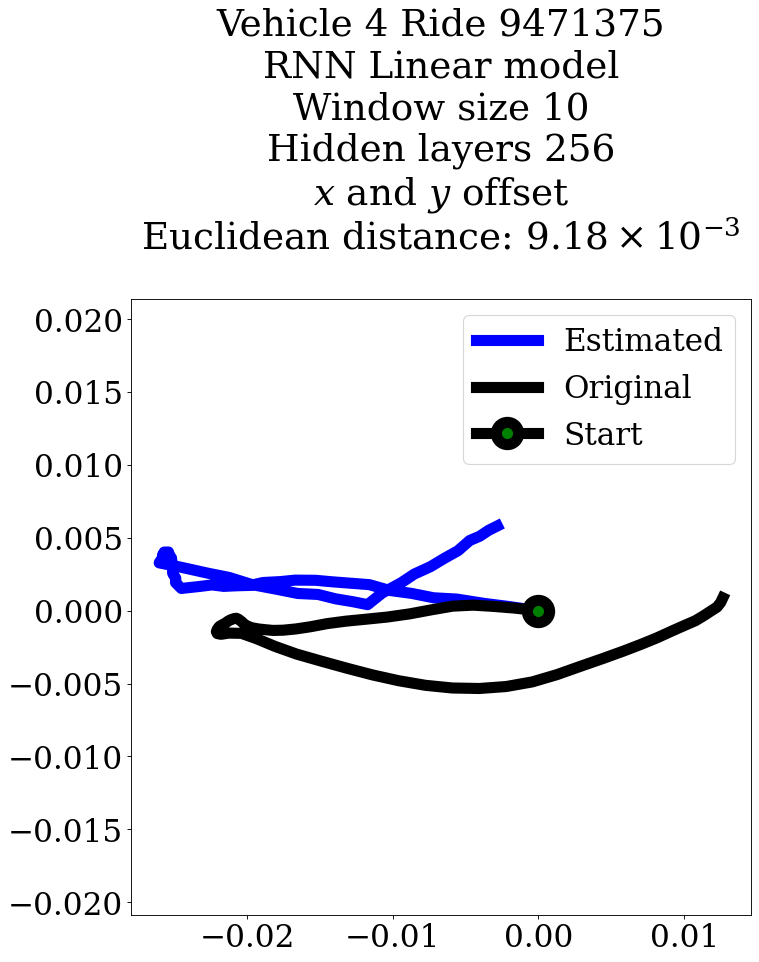 Vehicle 4 Ride 9471375
RNN Linear model
Window size 10
Hidden layers 256
x and y offset
Euclidean distance: 9.18 × 10⁻³
Estimated
Original
Start
0.020
0.015
0.010
0.005
0.000
−0.005
−0.010
−0.015
−0.020
−0.02 −0.01 0.00 0.01